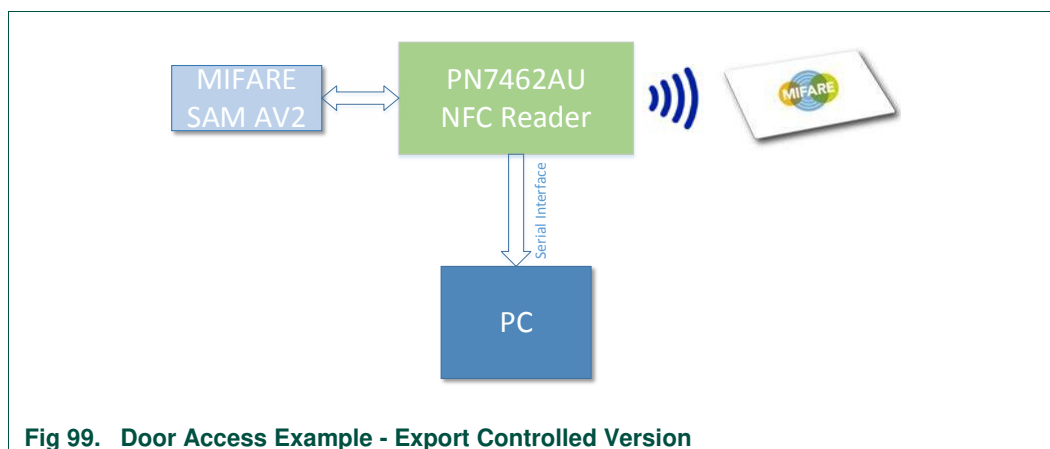 MIFARE
SAM AV2
PN7462AU
NFC Reader
MIFARE
Serial Interface
PC
Fig 99. Door Access Example - Export Controlled Version